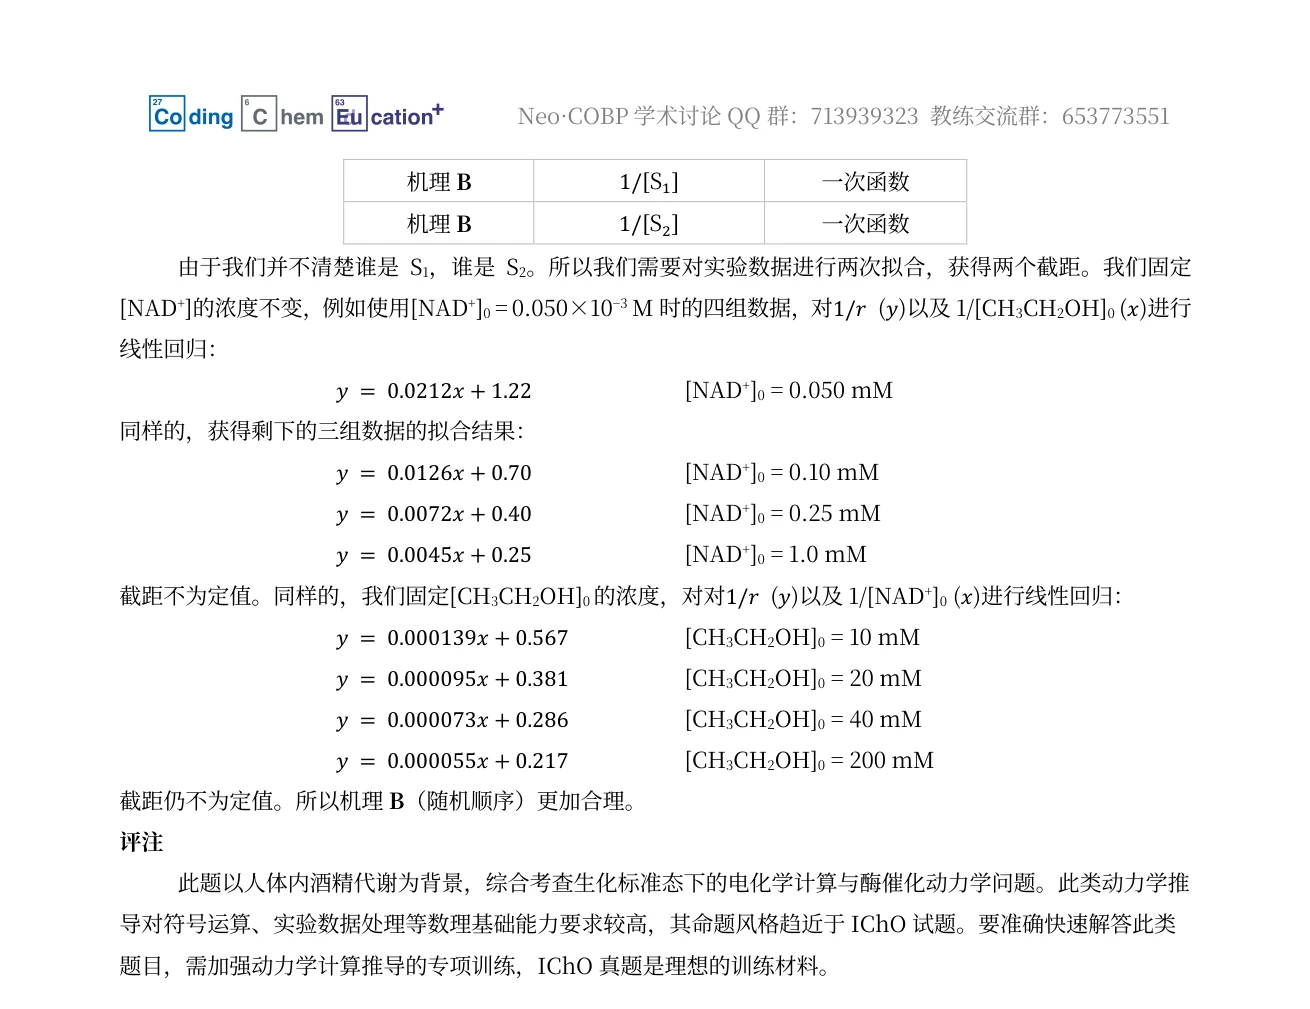 27 Co ding 6 C hem 63 Eu cation+ Neo·COBP 学术讨论 QQ 群：713939323 教练交流群：653773551
机理 B 1/[S₁] 一次函数
机理 B 1/[S₂] 一次函数
由于我们并不清楚谁是 S₁，谁是 S₂。所以我们需要对实验数据进行两次拟合，获得两个截距。我们固定
[NAD⁺]的浓度不变，例如使用[NAD⁺]₀ = 0.050×10⁻³ M 时的四组数据，对1/r（y)以及 1/[CH₃CH₂OH]₀ (x)进行
线性回归：
y = 0.0212x + 1.22 [NAD⁺]₀ = 0.050 mM
同样的，获得剩下的三组数据的拟合结果：
y = 0.0126x + 0.70 [NAD⁺]₀ = 0.10 mM
y = 0.0072x + 0.40 [NAD⁺]₀ = 0.25 mM
y = 0.0045x + 0.25 [NAD⁺]₀ = 1.0 mM
截距不为定值。同样的，我们固定[CH₃CH₂OH]₀ 的浓度，对对1/r（y)以及 1/[NAD⁺]₀ (x)进行线性回归：
y = 0.000139x + 0.567 [CH₃CH₂OH]₀ = 10 mM
y = 0.000095x + 0.381 [CH₃CH₂OH]₀ = 20 mM
y = 0.000073x + 0.286 [CH₃CH₂OH]₀ = 40 mM
y = 0.000055x + 0.217 [CH₃CH₂OH]₀ = 200 mM
截距仍不为定值。所以机理 B（随机顺序）更加合理。
评注
此题以人体内酒精代谢为背景，综合考查生化标准态下的电化学计算与酶催化动力学问题。此类动力学推
导对符号运算、实验数据处理等数理基础能力要求较高，其命题风格趋近于 IChO 试题。要准确快速解答此类
题目，需加强动力学计算推导的专项训练，IChO 真题是理想的训练材料。